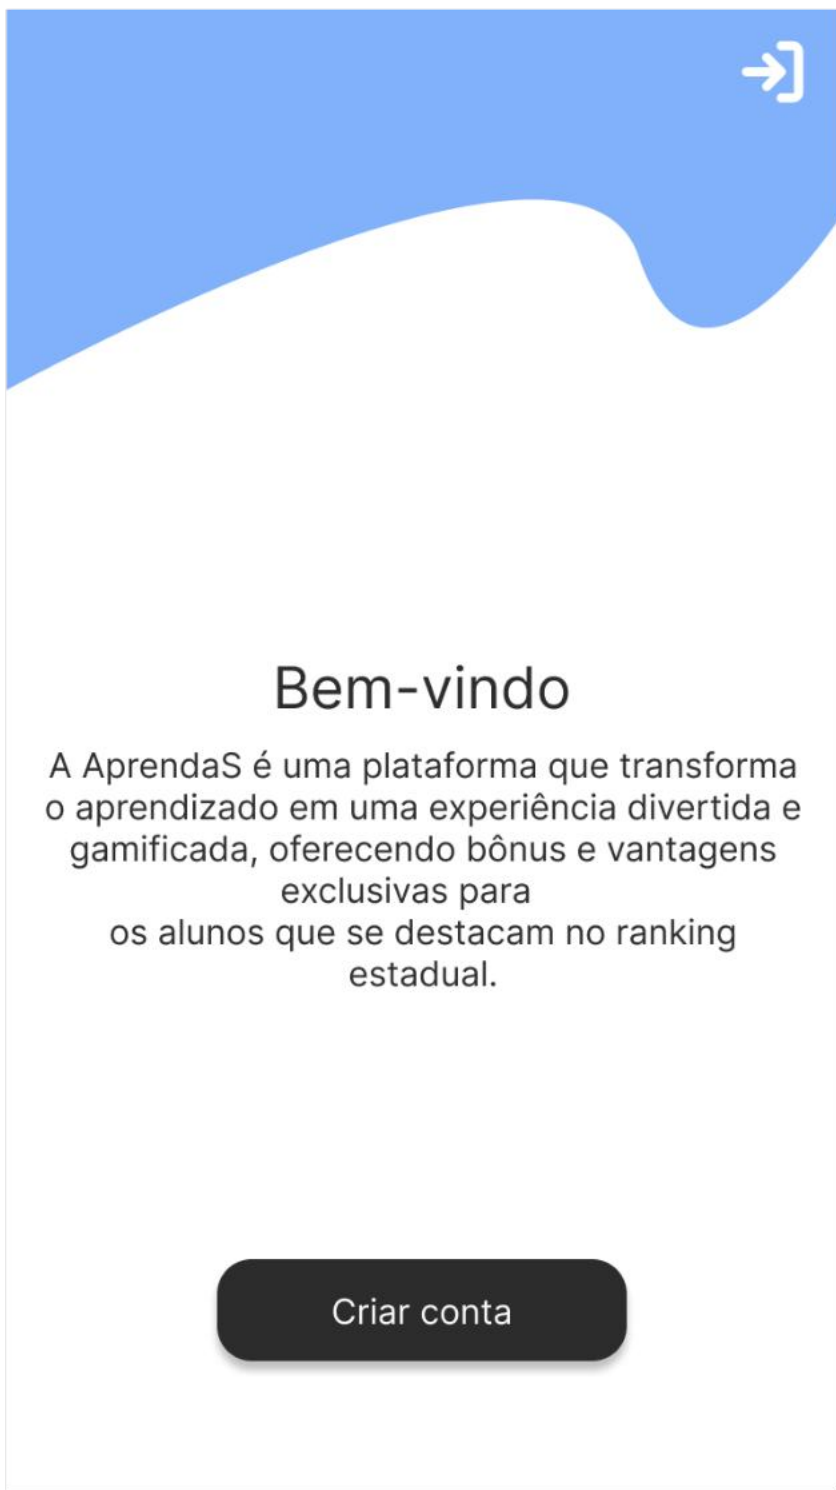 Bem-vindo
A AprendaS é uma plataforma que transforma
o aprendizado em uma experiência divertida e
gamificada, oferecendo bônus e vantagens
exclusivas para
os alunos que se destacam no ranking
estadual.
Criar conta